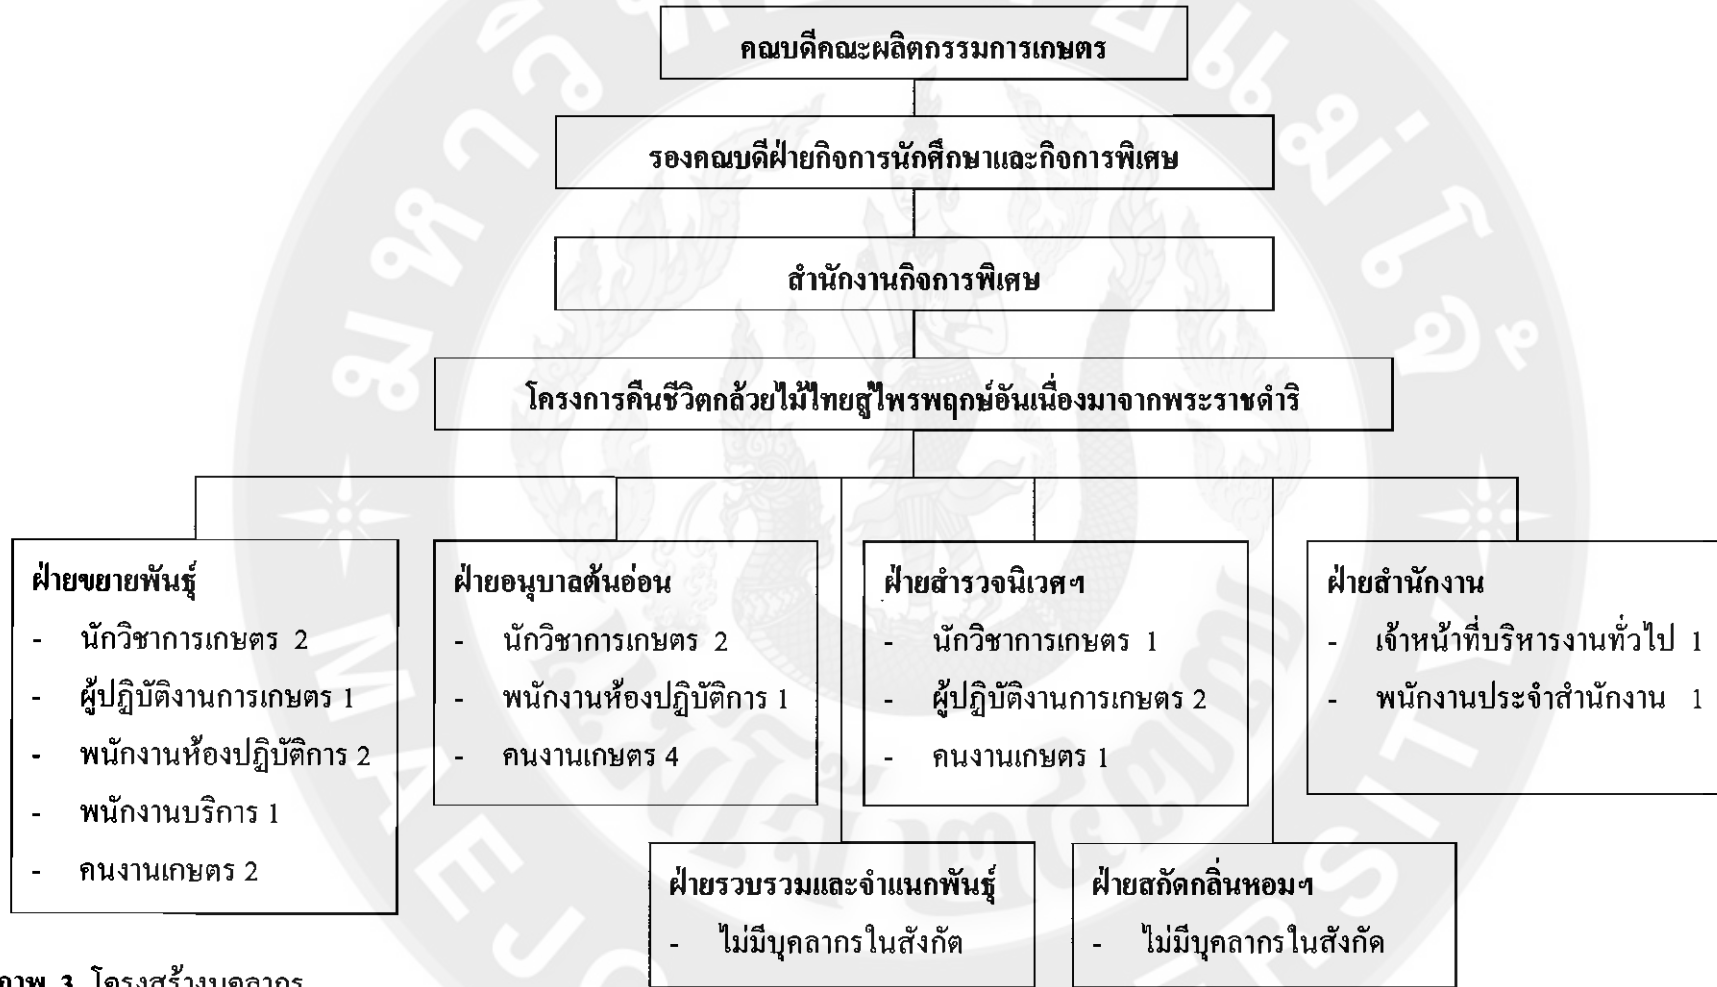 คณบดีคณะผลิตกรรมการเกษตร
รองคณบดีฝ่ายกิจการนักศึกษาและกิจการพิเศษ
สำนักงานกิจการพิเศษ
โครงการคืนชีวิตกล้วยไม้ไทยสู่ไพรพฤกษ์อันเนื่องมาจากพระราชดำริ
ฝ่ายขยายพันธุ์
- นักวิชาการเกษตร 2
- ผู้ปฏิบัติงานการเกษตร 1
- พนักงานห้องปฏิบัติการ 2
- พนักงานบริการ 1
- คนงานเกษตร 2
ฝ่ายอนุบาลต้นอ่อน
- นักวิชาการเกษตร 2
- พนักงานห้องปฏิบัติการ 1
- คนงานเกษตร 4
ฝ่ายสำรวจนิเวศฯ
- นักวิชาการเกษตร 1
- ผู้ปฏิบัติงานการเกษตร 2
- คนงานเกษตร 1
ฝ่ายสำนักงาน
- เจ้าหน้าที่บริหารงานทั่วไป 1
- พนักงานประจำสำนักงาน 1
ฝ่ายรวบรวมและจำแนกพันธุ์
- ไม่มีบุคลากรในสังกัด
ฝ่ายสกัดกลิ่นหอมฯ
- ไม่มีบุคลากรในสังกัด
ภาพ 3 โครงสร้างบุคลากร